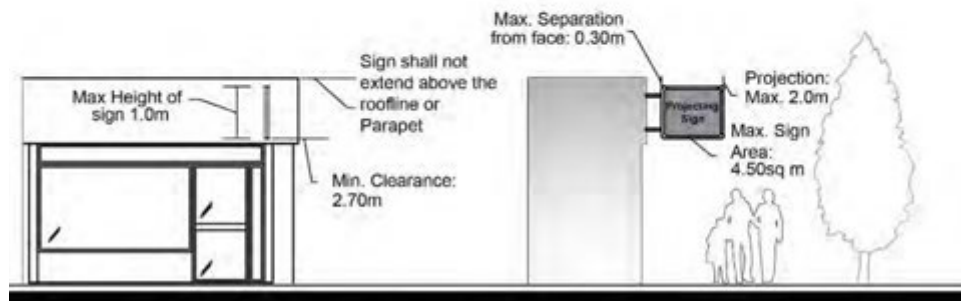 Max. Separation
from face: 0.30m
Sign shall not
extend above the
roofline or
Parapet
Max Height of
sign 1.0m
Min. Clearance:
2.70m
Projection:
Max. 2.0m
Projecting
Sign
Max. Sign
Area:
4.50sq m